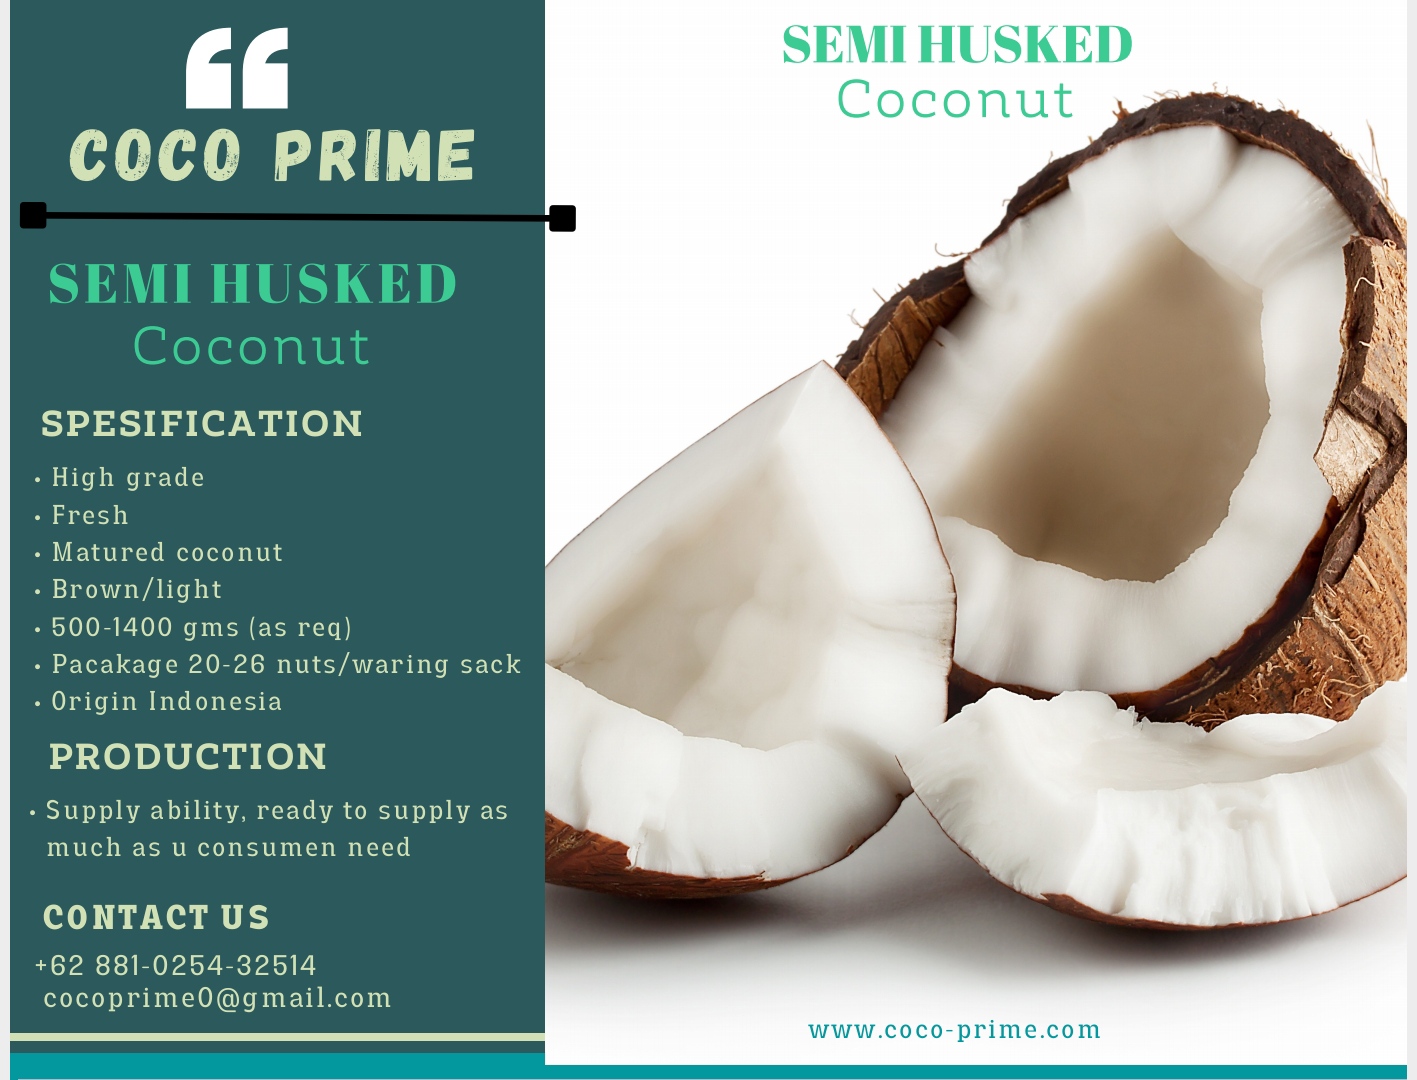 COCO PRIME
SEMI HUSKED
Coconut
SPESIFICATION
• High grade
• Fresh
• Matured coconut
• Brown/light
• 500-1400 gms (as req)
• Pacakage 20-26 nuts/waring sack
• Origin Indonesia
PRODUCTION
• Supply ability, ready to supply as
much as u consumen need
CONTACT US
+62 881-0254-32514
cocoprime0@gmail.com
SEMI HUSKED
Coconut
www.coco-prime.com